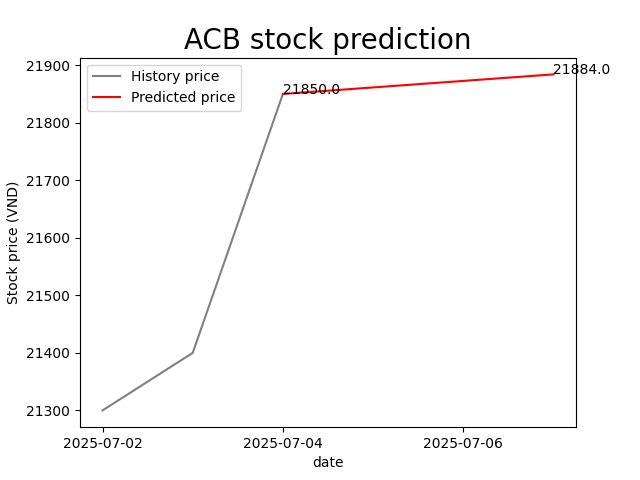 ACB stock prediction
History price
Predicted price
21850.0
21884.0
21900
21800
21700
21600
21500
21400
21300
Stock price (VND)
2025-07-02
2025-07-04
2025-07-06
date